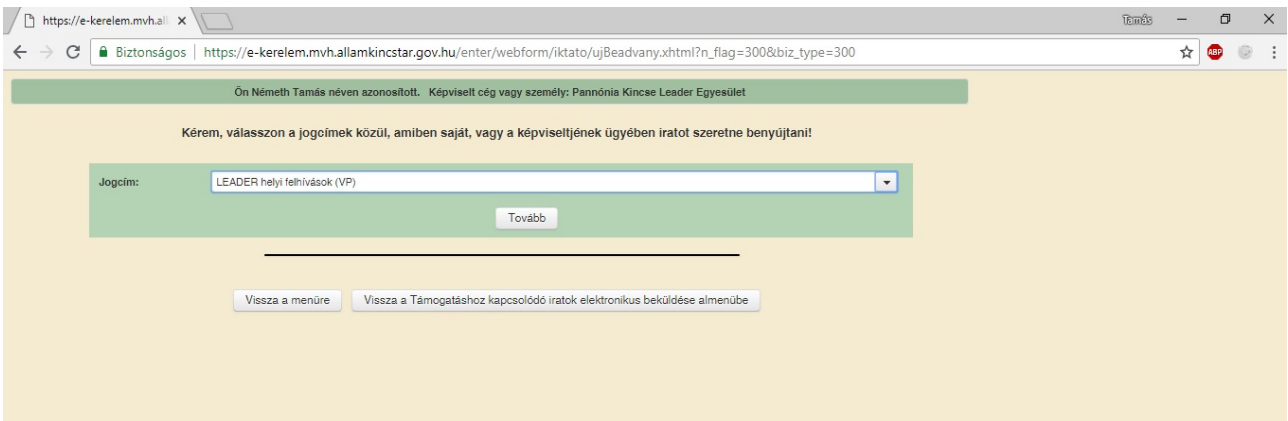 https://e-kerelem.mvh.all
Tamás
Biztonságos
https://e-kerelem.mvh.allamkincstar.gov.hu/enter/webform/iktato/ujBeadvany.xhtml?n_flag=300&biz_type=300
ABP
Ön Németh Tamás néven azonosított. Képviselt cég vagy személy: Pannónia Kincse Leader Egyesület
Kérem, válasszon a jogcímek közül, amiben saját, vagy a képviseltjének ügyében iratot szeretne benyújtani!
Jogcím: LEADER helyi felhívások (VP)
Tovább
Vissza a menüre Vissza a Támogatáshoz kapcsolódó iratok elektronikus beküldése almenübe